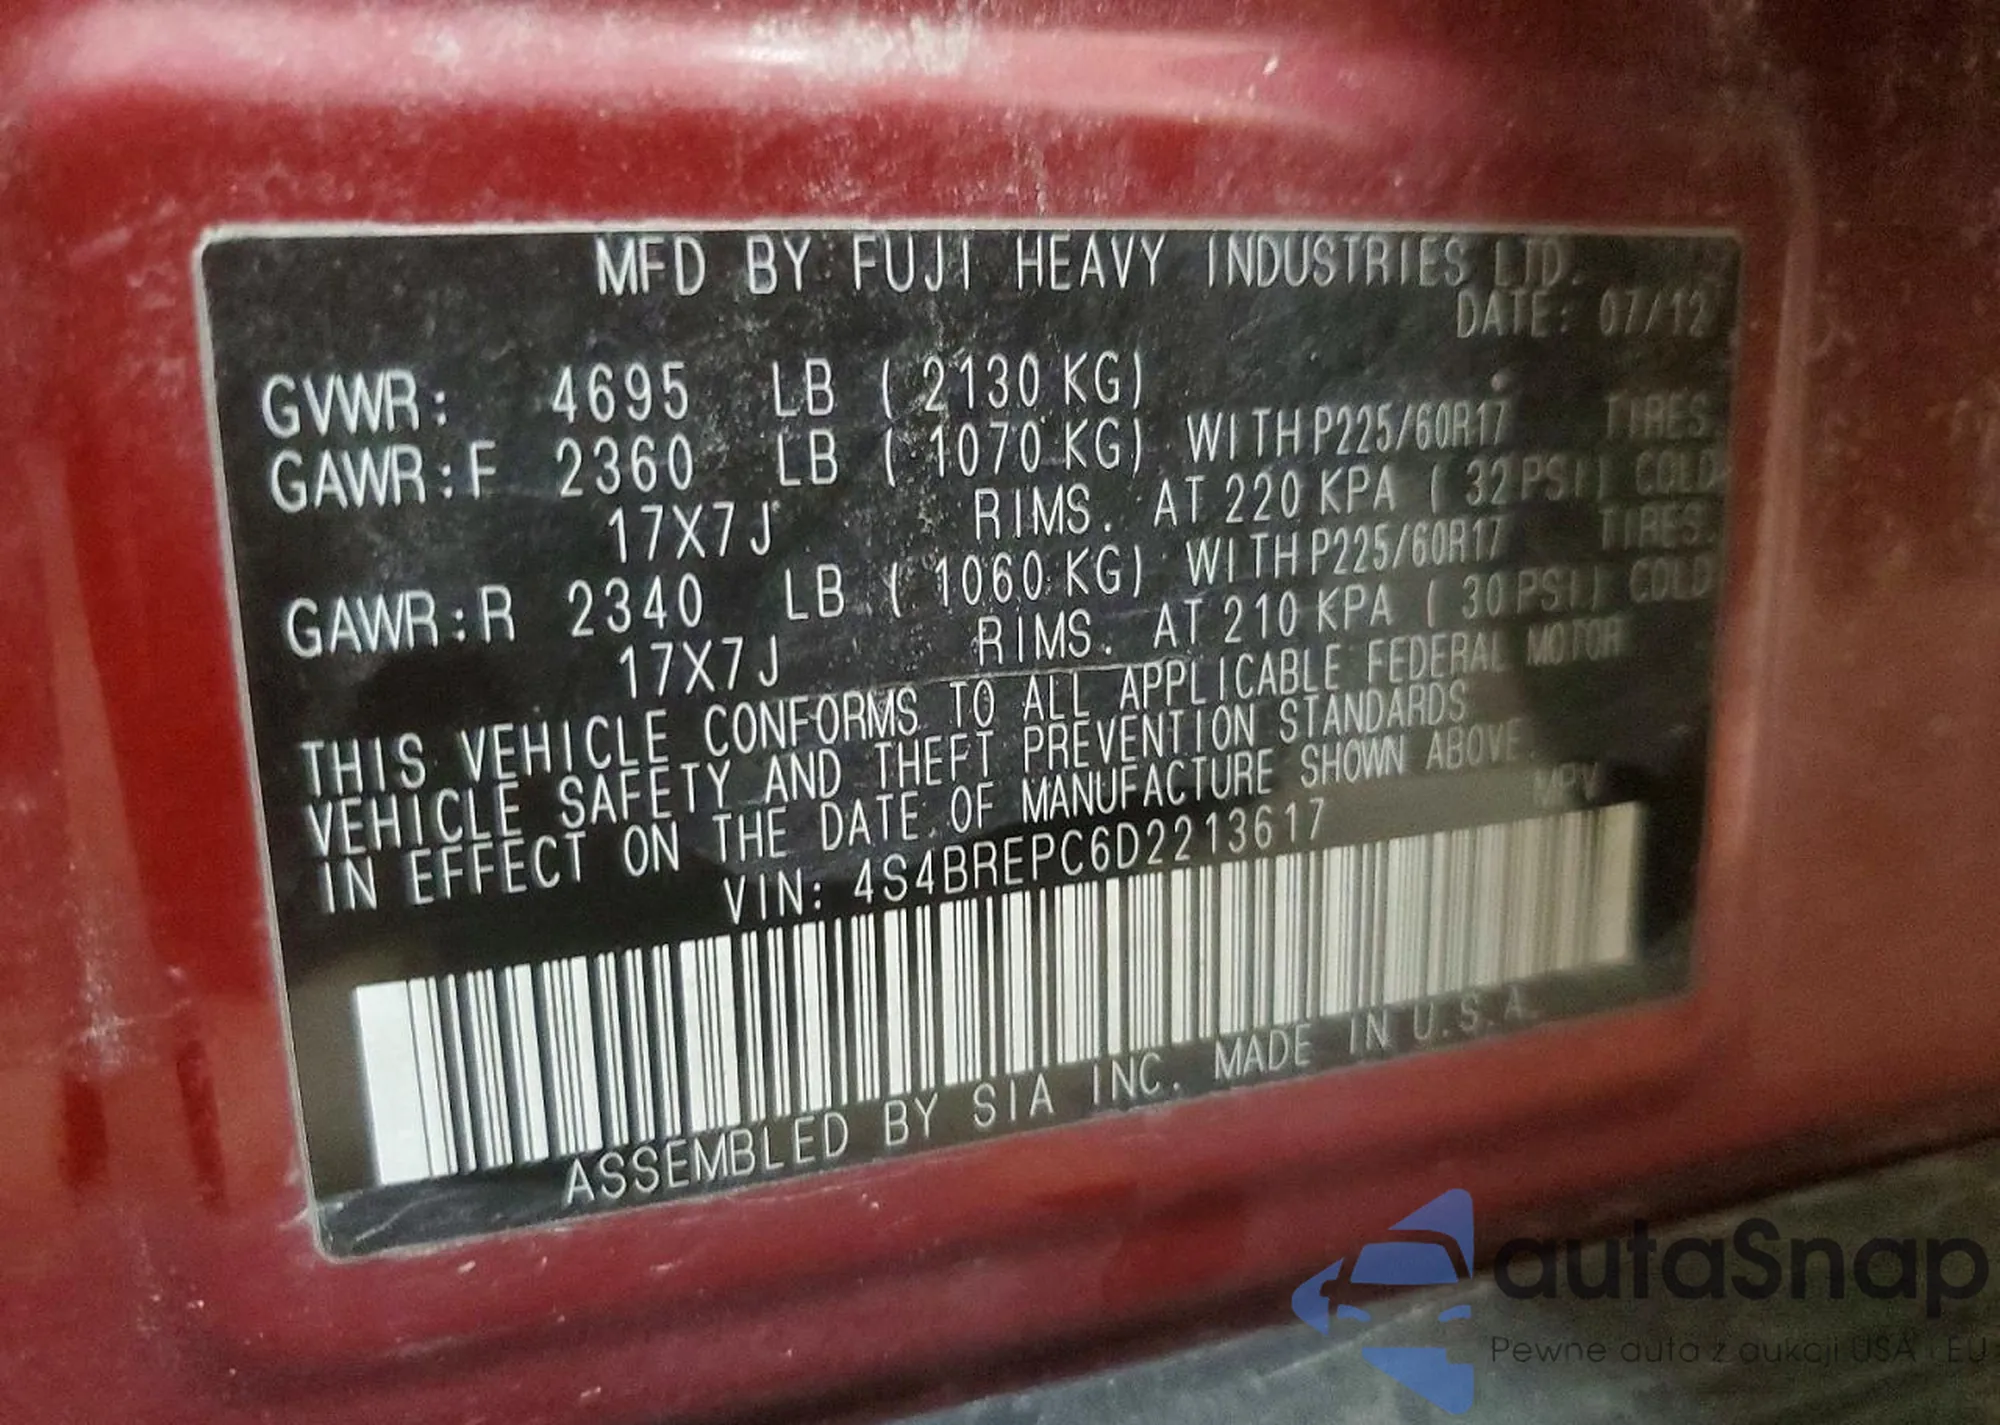 MFD BY FUJI HEAVY INDUSTRIES LTD.
DATE: 07/12
GVWR: 4695 LB ( 2130 KG)
GAWR:F 2360 LB ( 1070 KG) WITH P225/60R17 TIRES.
17X7J RIMS. AT 220 KPA ( 32 PSI) COLD
GAWR:R 2340 LB ( 1060 KG) WITH P225/60R17 TIRES.
17X7J RIMS. AT 210 KPA ( 30 PSI) COLD
THIS VEHICLE CONFORMS TO ALL APPLICABLE FEDERAL MOTOR
VEHICLE SAFETY AND THEFT PREVENTION STANDARDS
IN EFFECT ON THE DATE OF MANUFACTURE SHOWN ABOVE.
VIN: 4S4BREPC6D2213617 MPV
ASSEMBLED BY SIA INC. MADE IN U.S.A.
autaSnap
Pewne auta z aukcji USA i EU